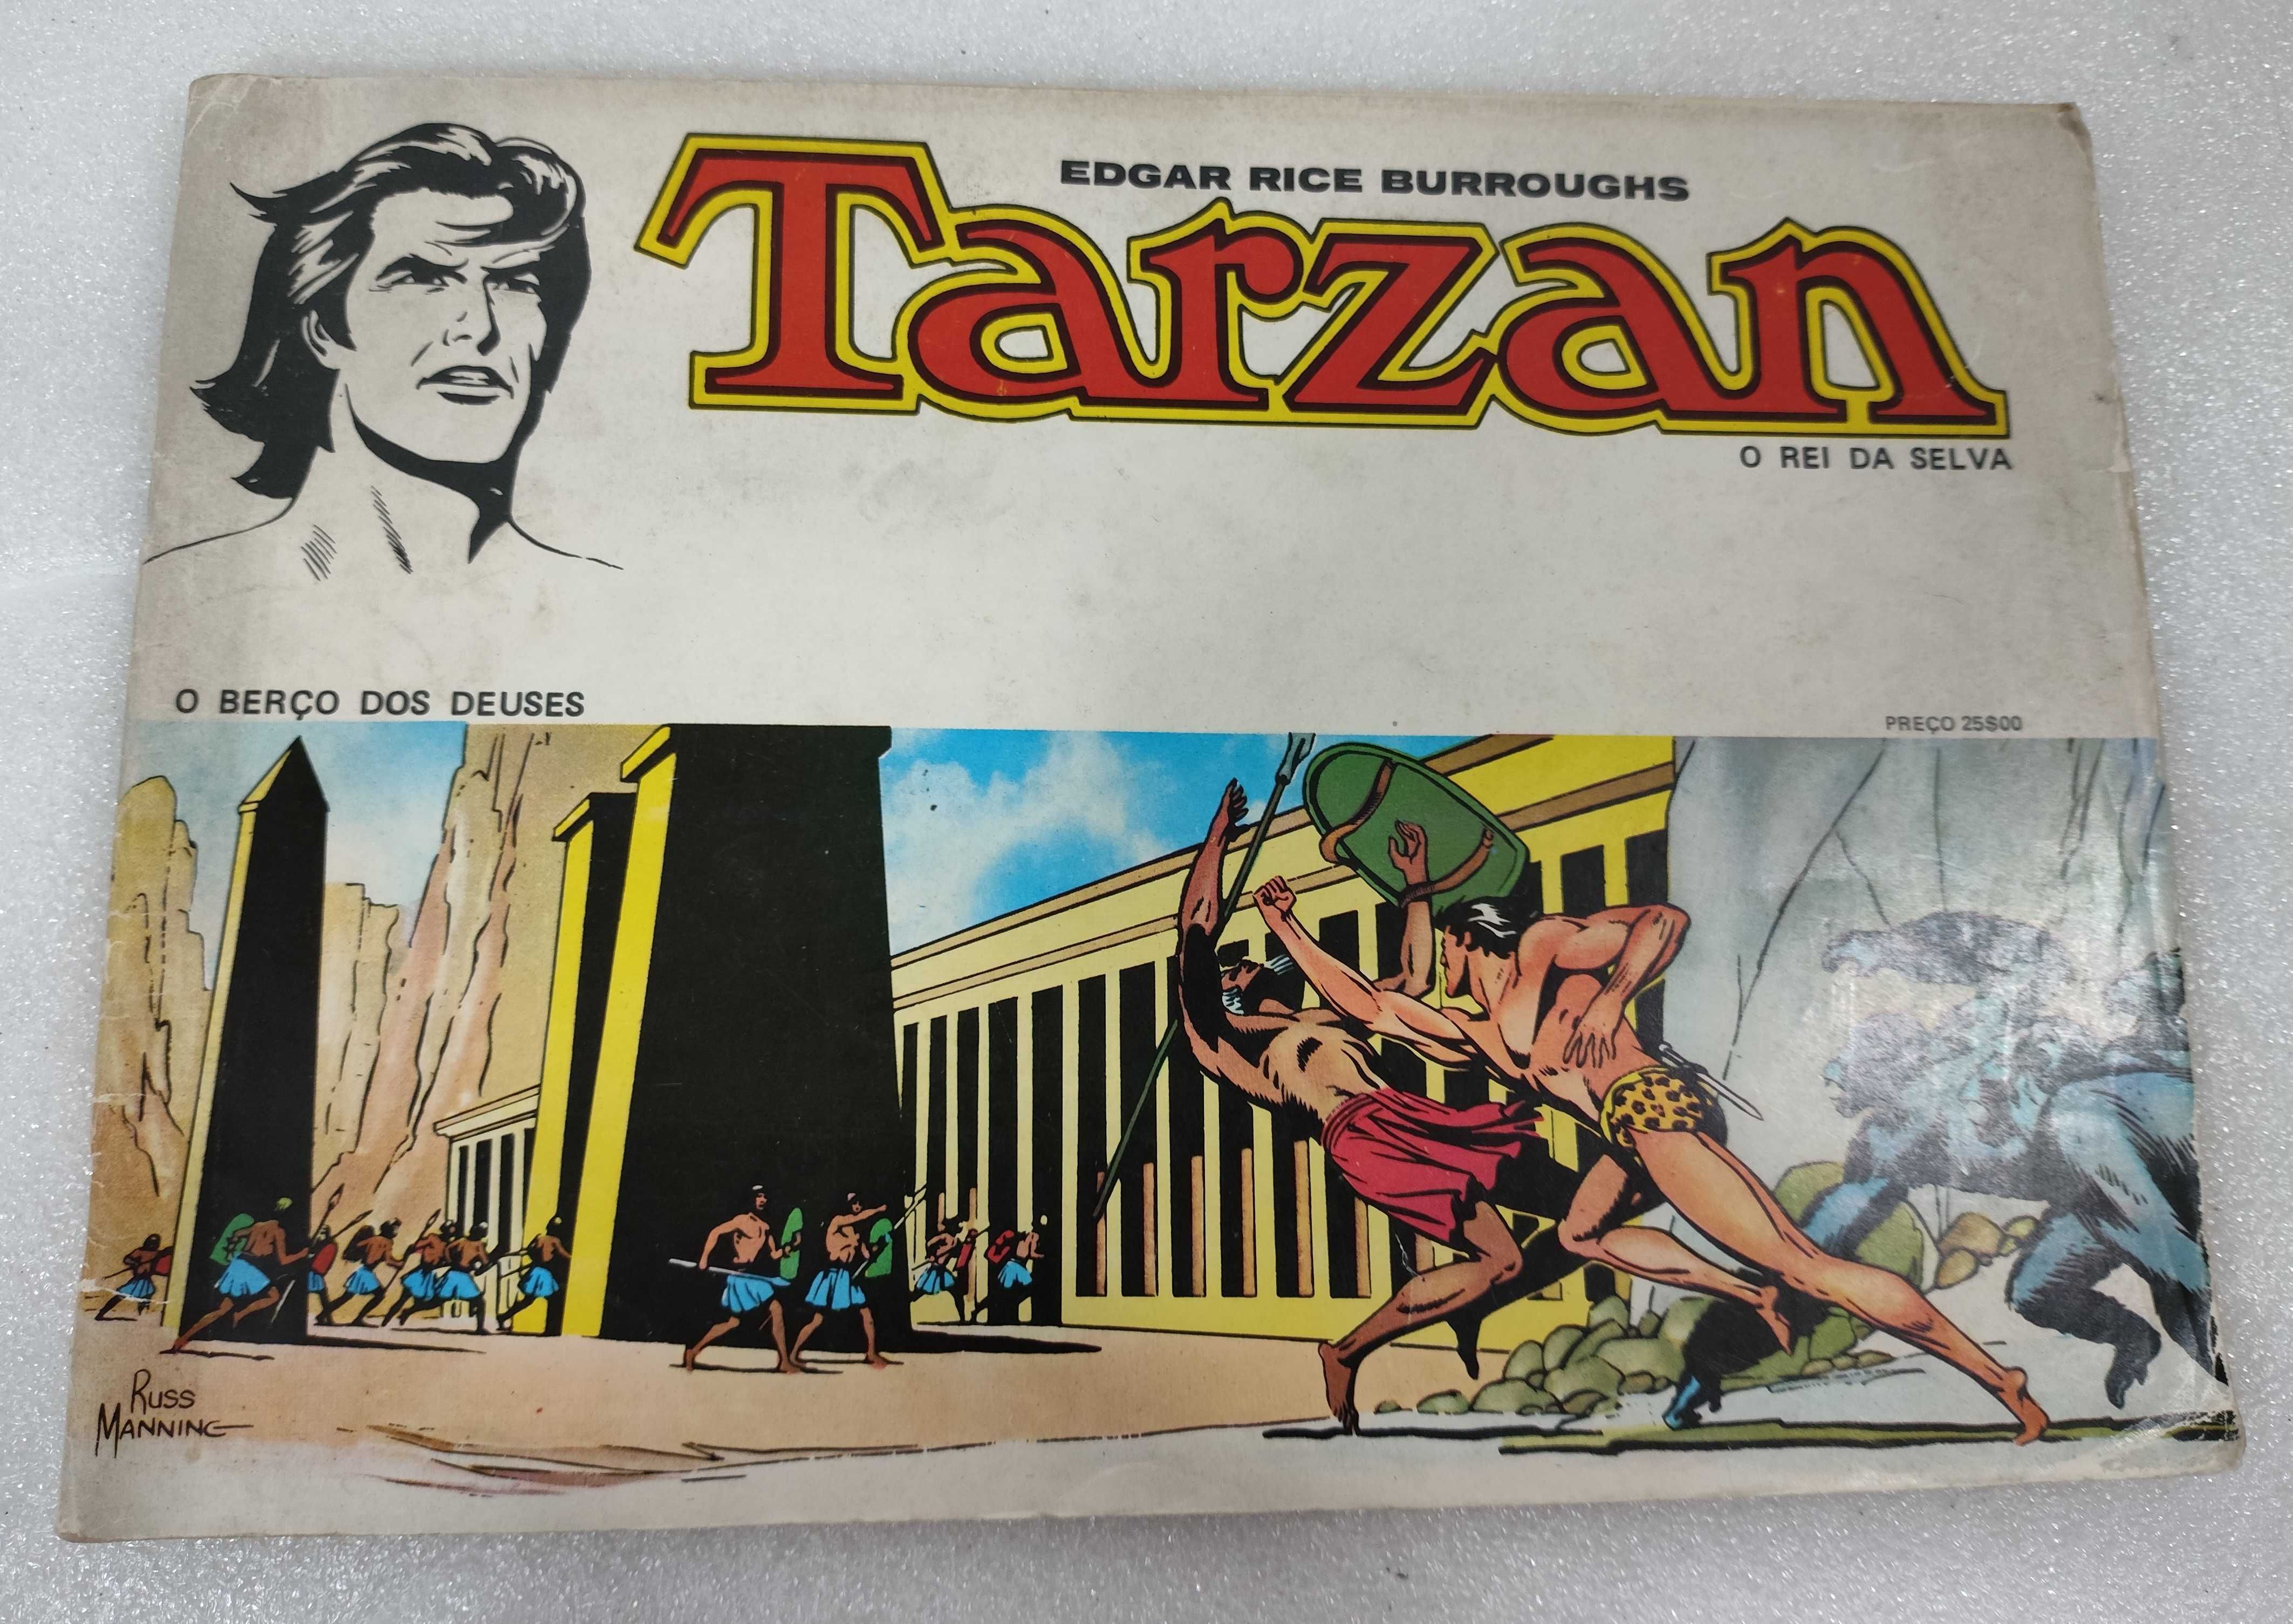 EDGAR RICE BURROUGHS
Tarzan
O REI DA SELVA
O BERÇO DOS DEUSES
PREÇO 25$00
RUSS
MANNING